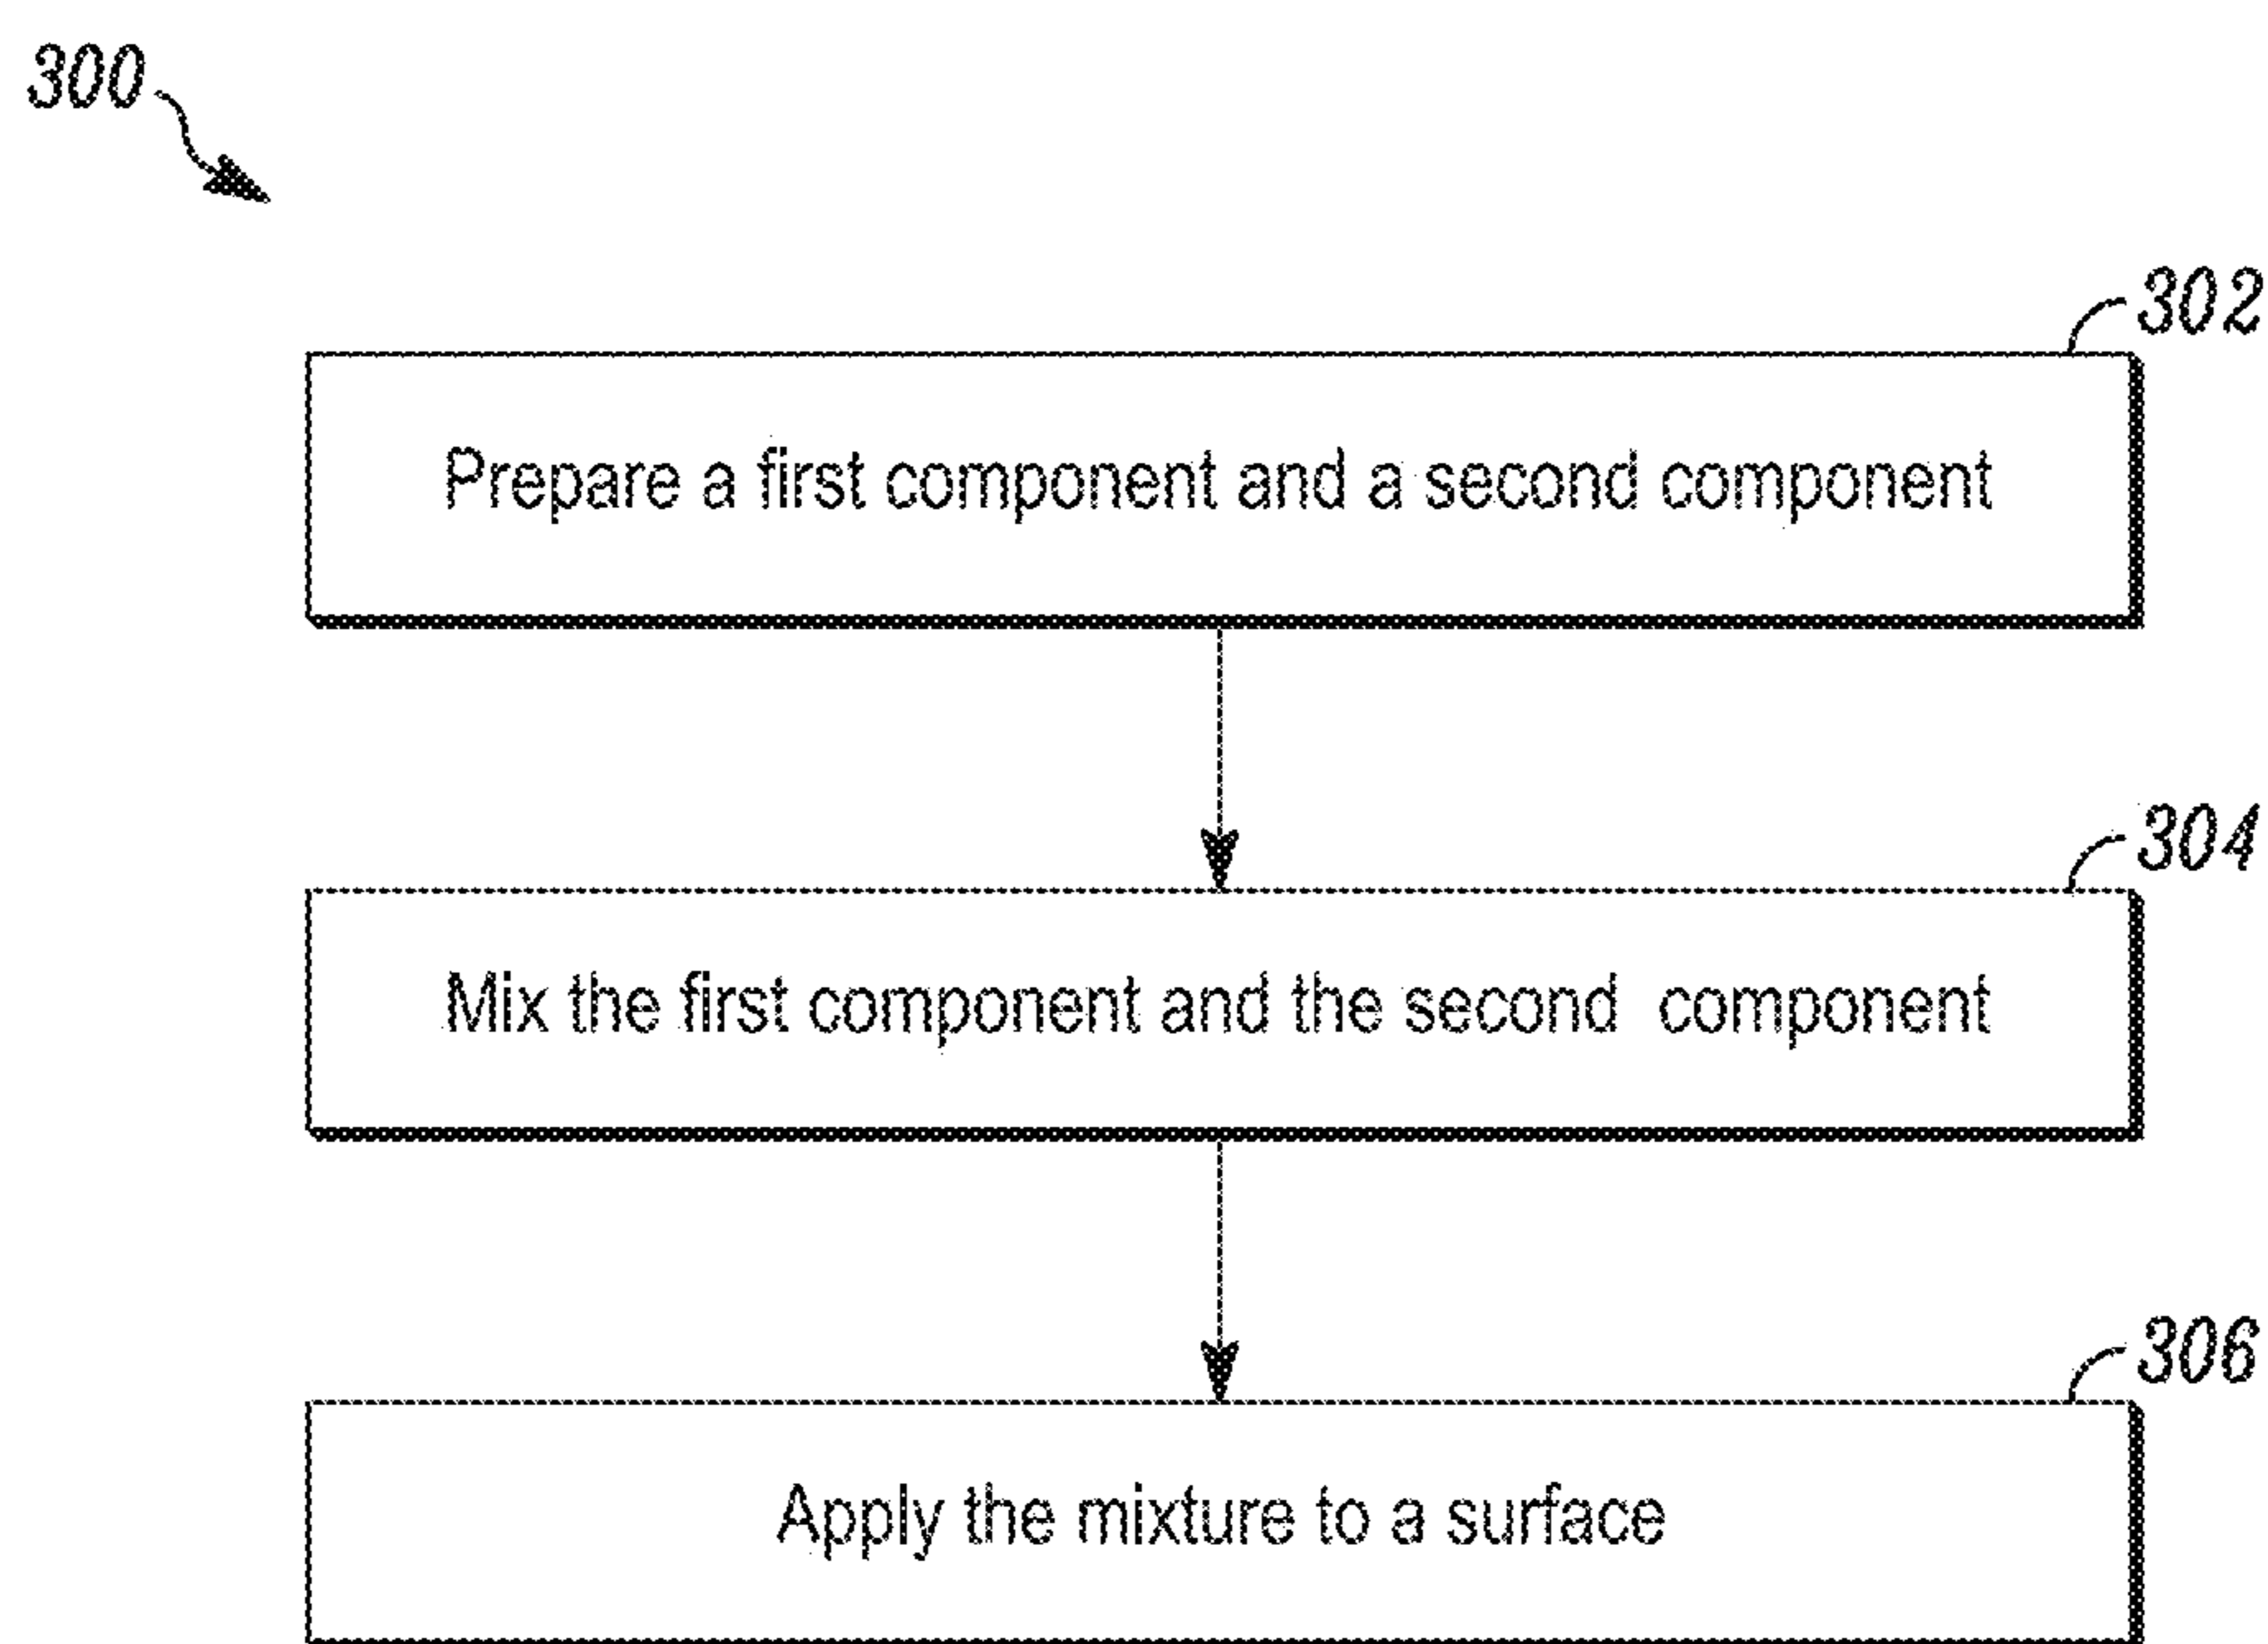 300
302
Prepare a first component and a second component
304
Mix the first component and the second component
306
Apply the mixture to a surface